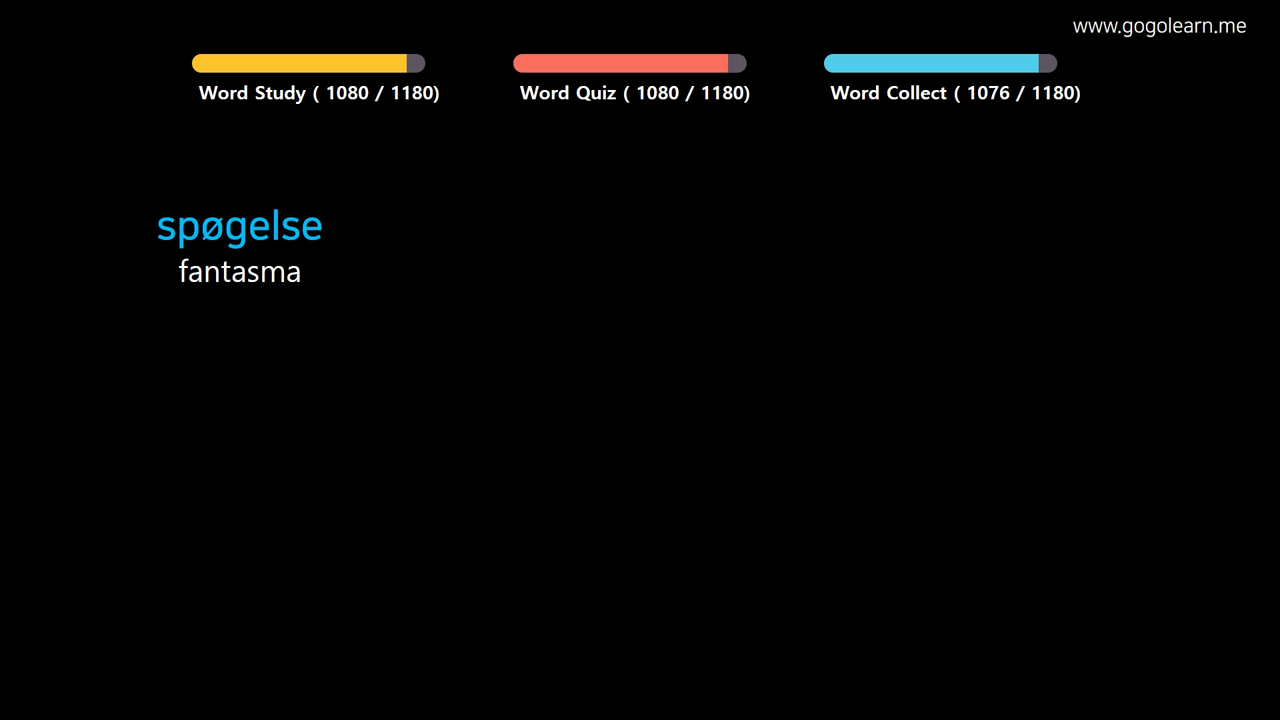 www.gogolearn.me
Word Study ( 1080 / 1180)
Word Quiz ( 1080 / 1180)
Word Collect ( 1076 / 1180)
spøgelse
fantasma